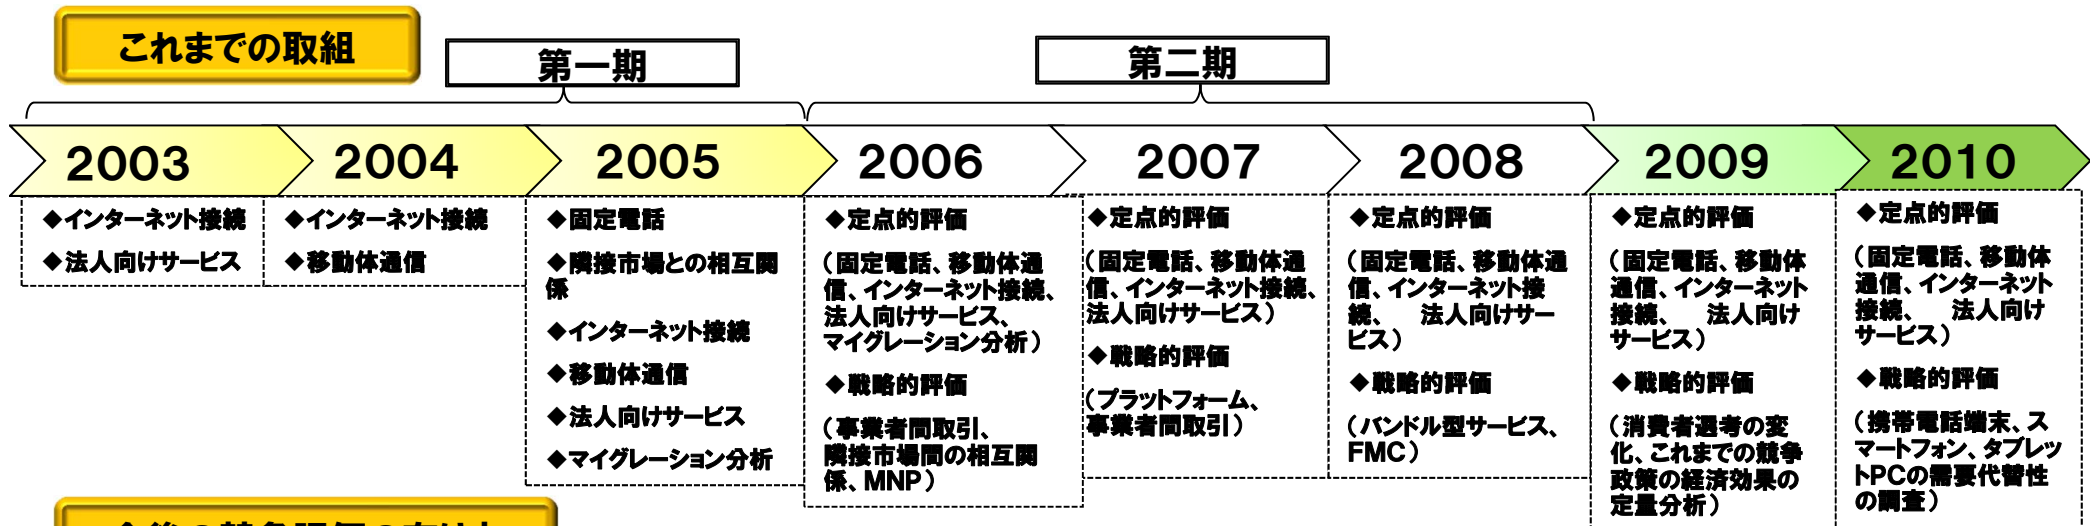 これまでの取組
第一期
第二期
2003
2004
2005
2006
2007
2008
2009
2010
◆インターネット接続
◆法人向けサービス
◆インターネット接続
◆移動体通信
◆固定電話
◆隣接市場との相互関
係
◆インターネット接続
◆移動体通信
◆法人向けサービス
◆マイグレーション分析
◆定点的評価
（固定電話、移動体通
信、インターネット接続、
法人向けサービス、
マイグレーション分析）
◆戦略的評価
（事業者間取引、
隣接市場間の相互関
係、MNP）
◆定点的評価
（固定電話、移動体通
信、インターネット接続、
法人向けサービス）
◆戦略的評価
（プラットフォーム、
事業者間取引）
◆定点的評価
（固定電話、移動体通
信、インターネット接
続、　法人向けサー
ビス）
◆戦略的評価
（バンドル型サービス、
FMC）
◆定点的評価
（固定電話、移動体
通信、インターネット
接続、　法人向け
サービス）
◆戦略的評価
（消費者選考の変
化、これまでの競争
政策の経済効果の
定量分析）
◆定点的評価
（固定電話、移動体
通信、インターネット
接続、　法人向け
サービス）
◆戦略的評価
（携帯電話端末、ス
マートフォン、タブレッ
トPCの需要代替性
の調査）